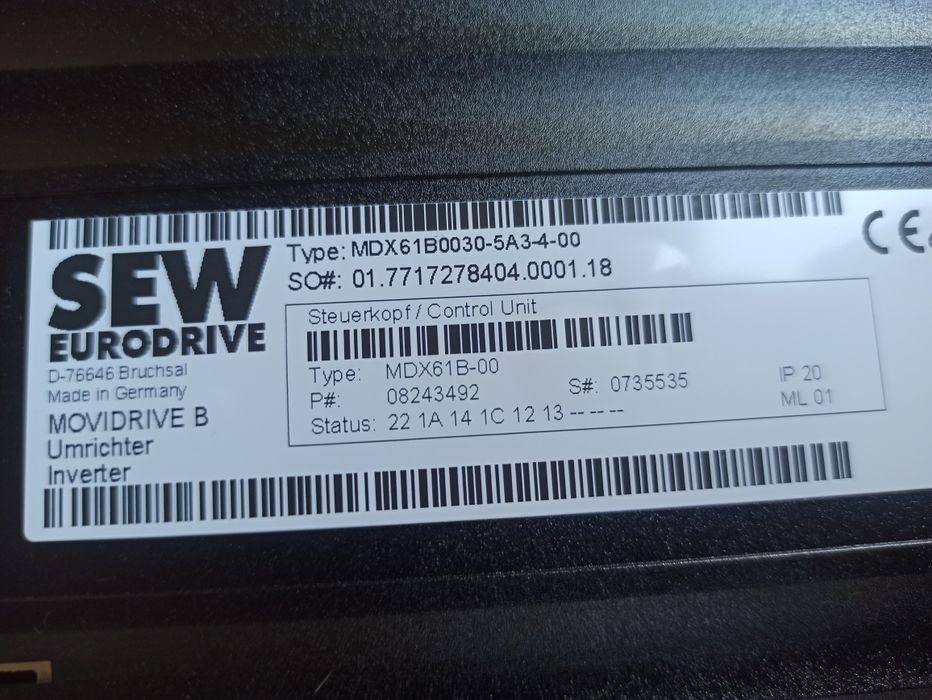 Type: MDX61B0030-5A3-4-00
SO#: 01.7717278404.0001.18
CE
SEW
EURODRIVE
D-76646 Bruchsal
Made in Germany
MOVIDRIVE B
Umrichter
Inverter
Steuerkopf / Control Unit
Type: MDX61B-00
P#: 08243492 S#: 0735535 IP 20
Status: 22 1A 14 1C 12 13 -- -- -- ML 01